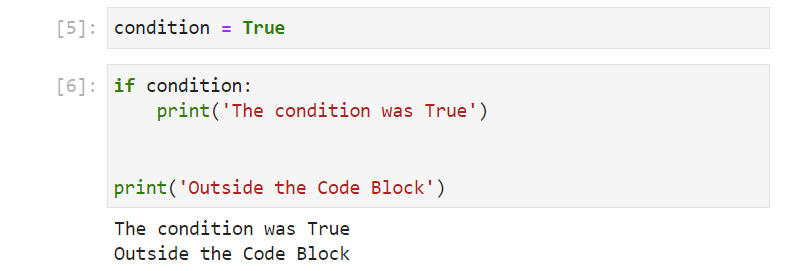 [5]: condition = True
[6]: if condition:
    print('The condition was True')
print('Outside the Code Block')
The condition was True
Outside the Code Block